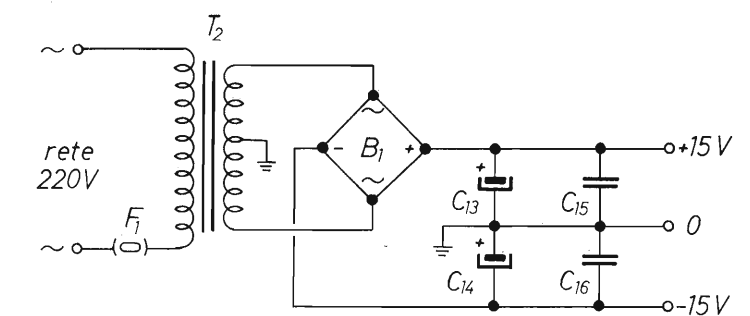 T2
~
rete
220V
F1
~
~
- B1 +
~
+15V
+
C13
C15
0
+
C14
C16
-15V